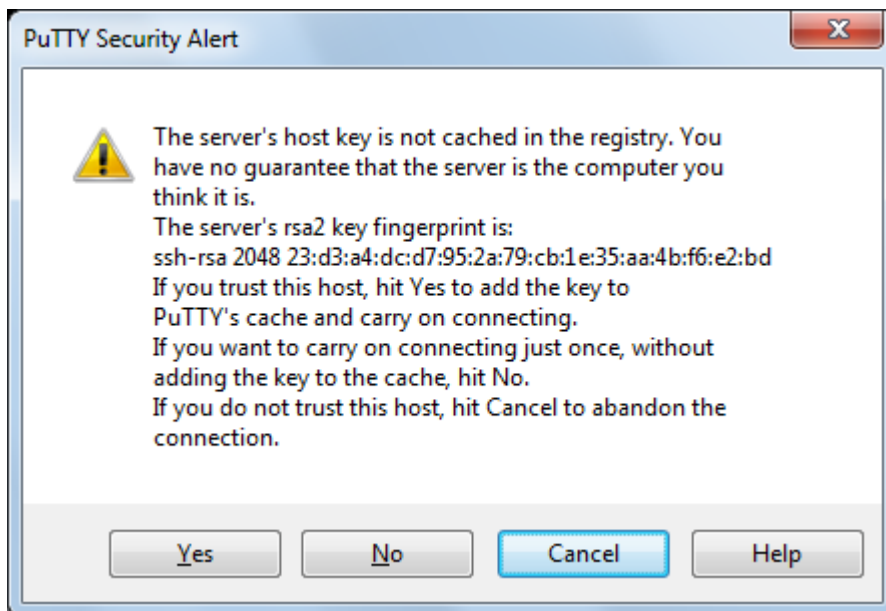 PuTTY Security Alert
The server's host key is not cached in the registry. You
have no guarantee that the server is the computer you
think it is.
The server's rsa2 key fingerprint is:
ssh-rsa 2048 23:d3:a4:dc:d7:95:2a:79:cb:1e:35:aa:4b:f6:e2:bd
If you trust this host, hit Yes to add the key to
PuTTY's cache and carry on connecting.
If you want to carry on connecting just once, without
adding the key to the cache, hit No.
If you do not trust this host, hit Cancel to abandon the
connection.
Yes No Cancel Help